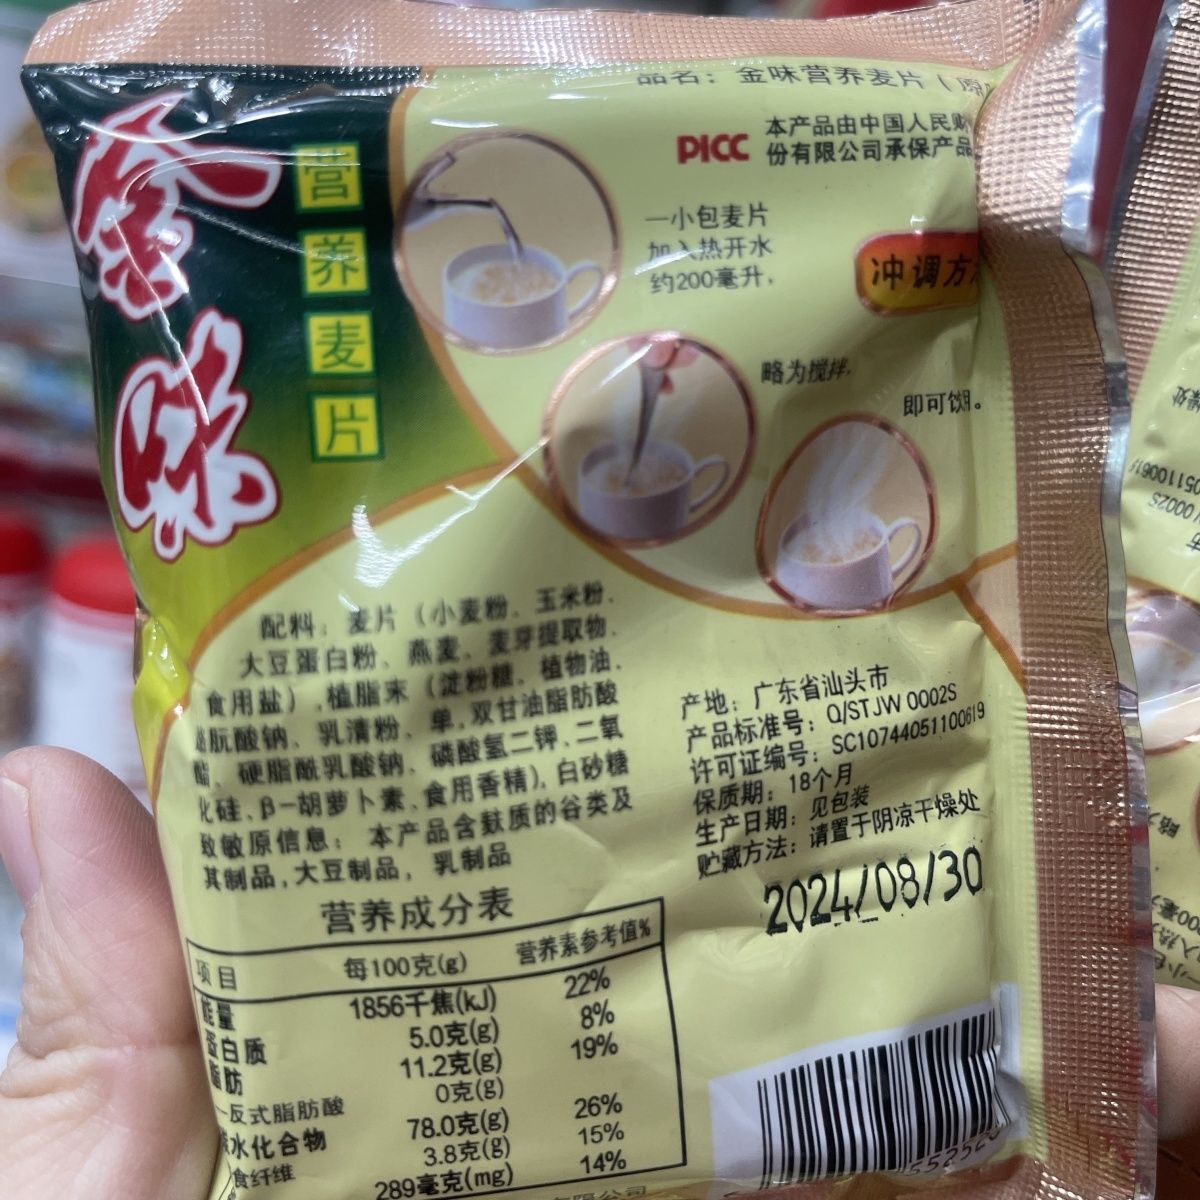 品名：金味营养麦片（原
PICC 本产品由中国人民财
份有限公司承保产品
金味
营养麦片
一小包麦片
加入热开水
约200毫升，
冲调方
略为搅拌，
即可饮用。
配料：麦片（小麦粉、玉米粉、
大豆蛋白粉、燕麦、麦芽提取物、
食用盐），植脂末（淀粉糖、植物油、
酪朊酸钠、乳清粉、单，双甘油脂肪酸
酯、硬脂酰乳酸钠、磷酸氢二钾、二氧
化硅、β-胡萝卜素、食用香精），白砂糖
致敏原信息：本产品含麸质的谷类及
其制品，大豆制品，乳制品
产地：广东省汕头市
产品标准号：Q/STJW 0002S
许可证编号：SC10744051100619
保质期：18个月
生产日期：见包装
贮藏方法：请置于阴凉干燥处
2024/08/30
营养成分表
项目 每100克(g) 营养素参考值%
能量 1856千焦(kJ) 22%
蛋白质 5.0克(g) 8%
脂肪 11.2克(g) 19%
—反式脂肪酸 0克(g)
碳水化合物 78.0克(g) 26%
食纤维 3.8克(g) 15%
289毫克(mg) 14%
有限公司